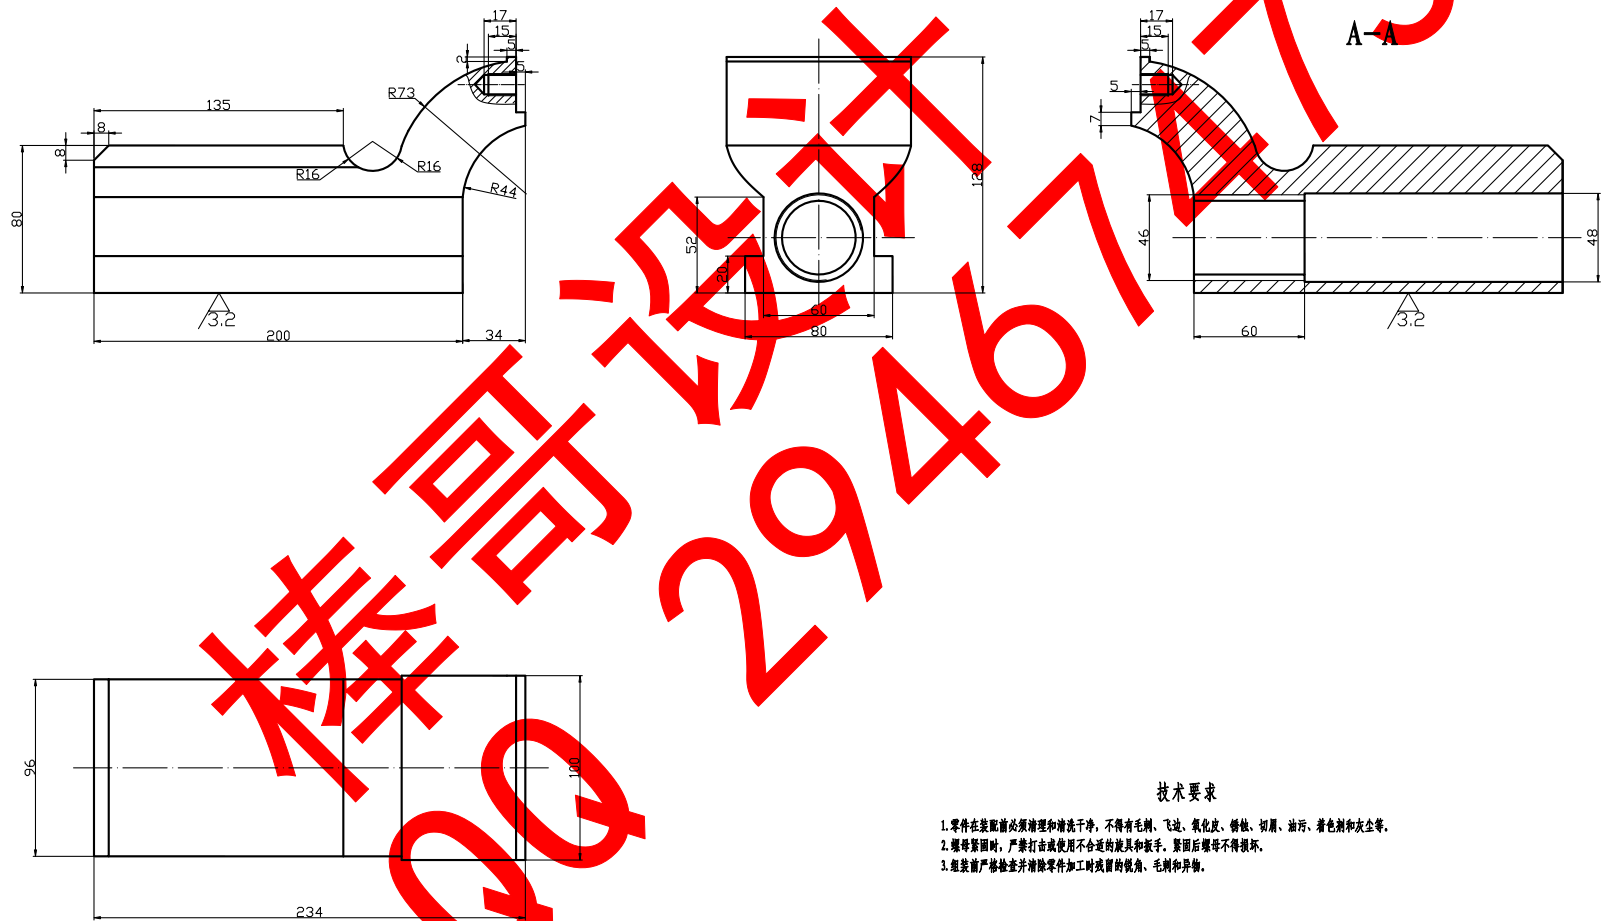 17
15
5
2
5
R73
135
8
8
R16
R16
R44
80
3.2
200
34
128
52
20
60
80
A-A
17
15
5
5
7
46
48
60
3.2
棒哥设计
QQ 29467473
96
100
234
技术要求
1.零件在装配前必须清理和清洗干净，不得有毛刺、飞边、氧化皮、锈蚀、切屑、油污、着色剂和灰尘等。
2.螺母紧固时，严禁打击或使用不合适的旋具和扳手。紧固后螺母不得损坏。
3.组装前严格检查并清除零件加工时残留的锐角、毛刺和异物。